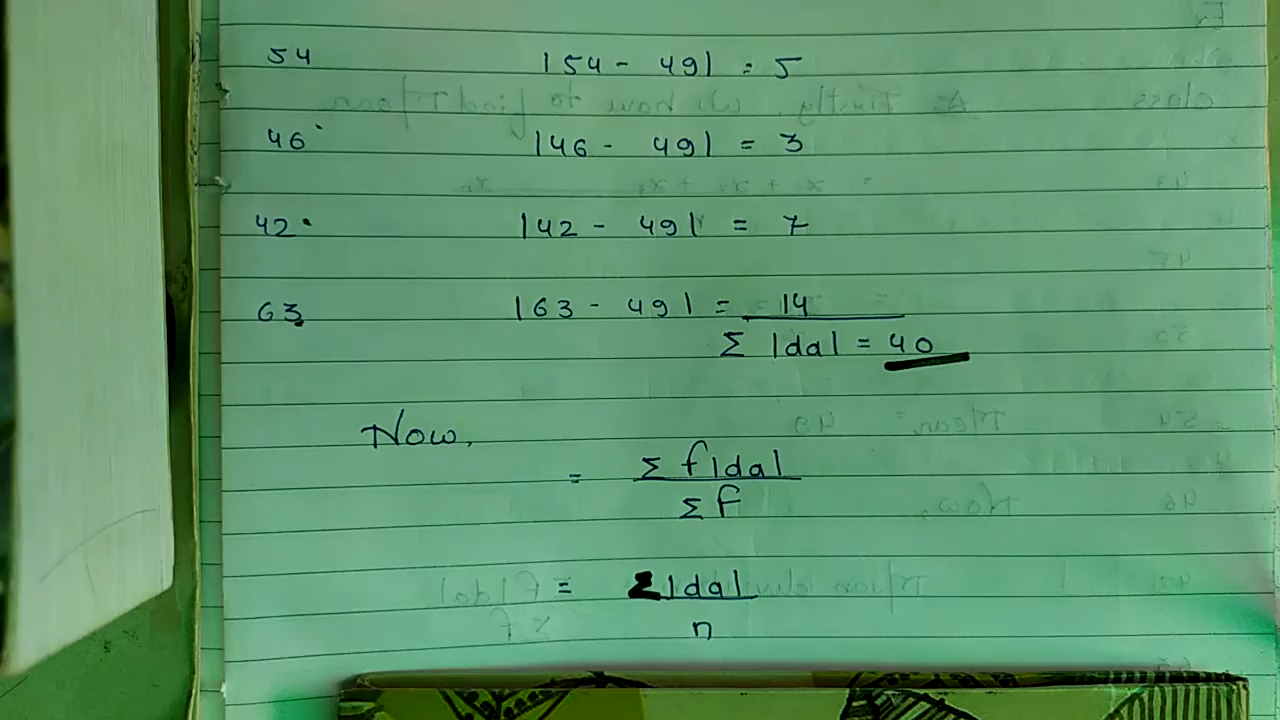 54 |54 - 49| = 5
46 |46 - 49| = 3
42 |42 - 49| = 7
63 |63 - 49| = 14
Σ |da| = 40
Now,
= Σ f|da|
Σ f
= Σ|da|
n